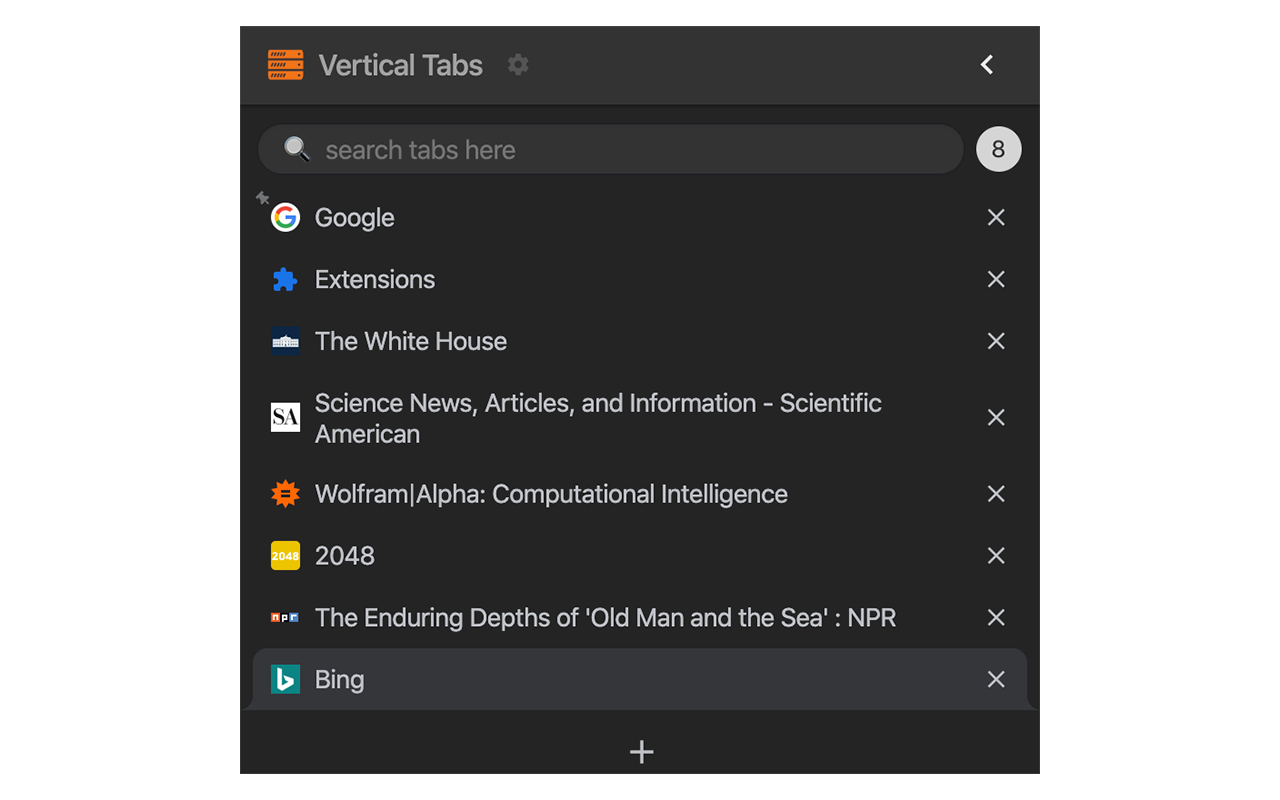 Vertical Tabs
search tabs here
8
Google
Extensions
The White House
SA
Science News, Articles, and Information - Scientific
American
Wolfram|Alpha: Computational Intelligence
2048
2048
npr
The Enduring Depths of 'Old Man and the Sea' : NPR
Bing